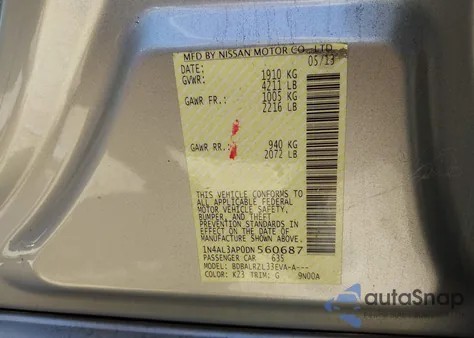 MFD BY NISSAN MOTOR CO., LTD.
DATE: 05/13
GVWR: 1910 KG
4211 LB
GAWR FR.: 1005 KG
2216 LB
GAWR RR.: 940 KG
2072 LB
THIS VEHICLE CONFORMS TO
ALL APPLICABLE FEDERAL
MOTOR VEHICLE SAFETY,
BUMPER, AND THEFT
PREVENTION STANDARDS IN
EFFECT ON THE DATE OF
MANUFACTURE SHOWN ABOVE.
1N4AL3AP0DN560687
PASSENGER CAR 635
MODEL: BDBALRZL33EVA-A---
COLOR: K23 TRIM: G 9N00A
autoSnap